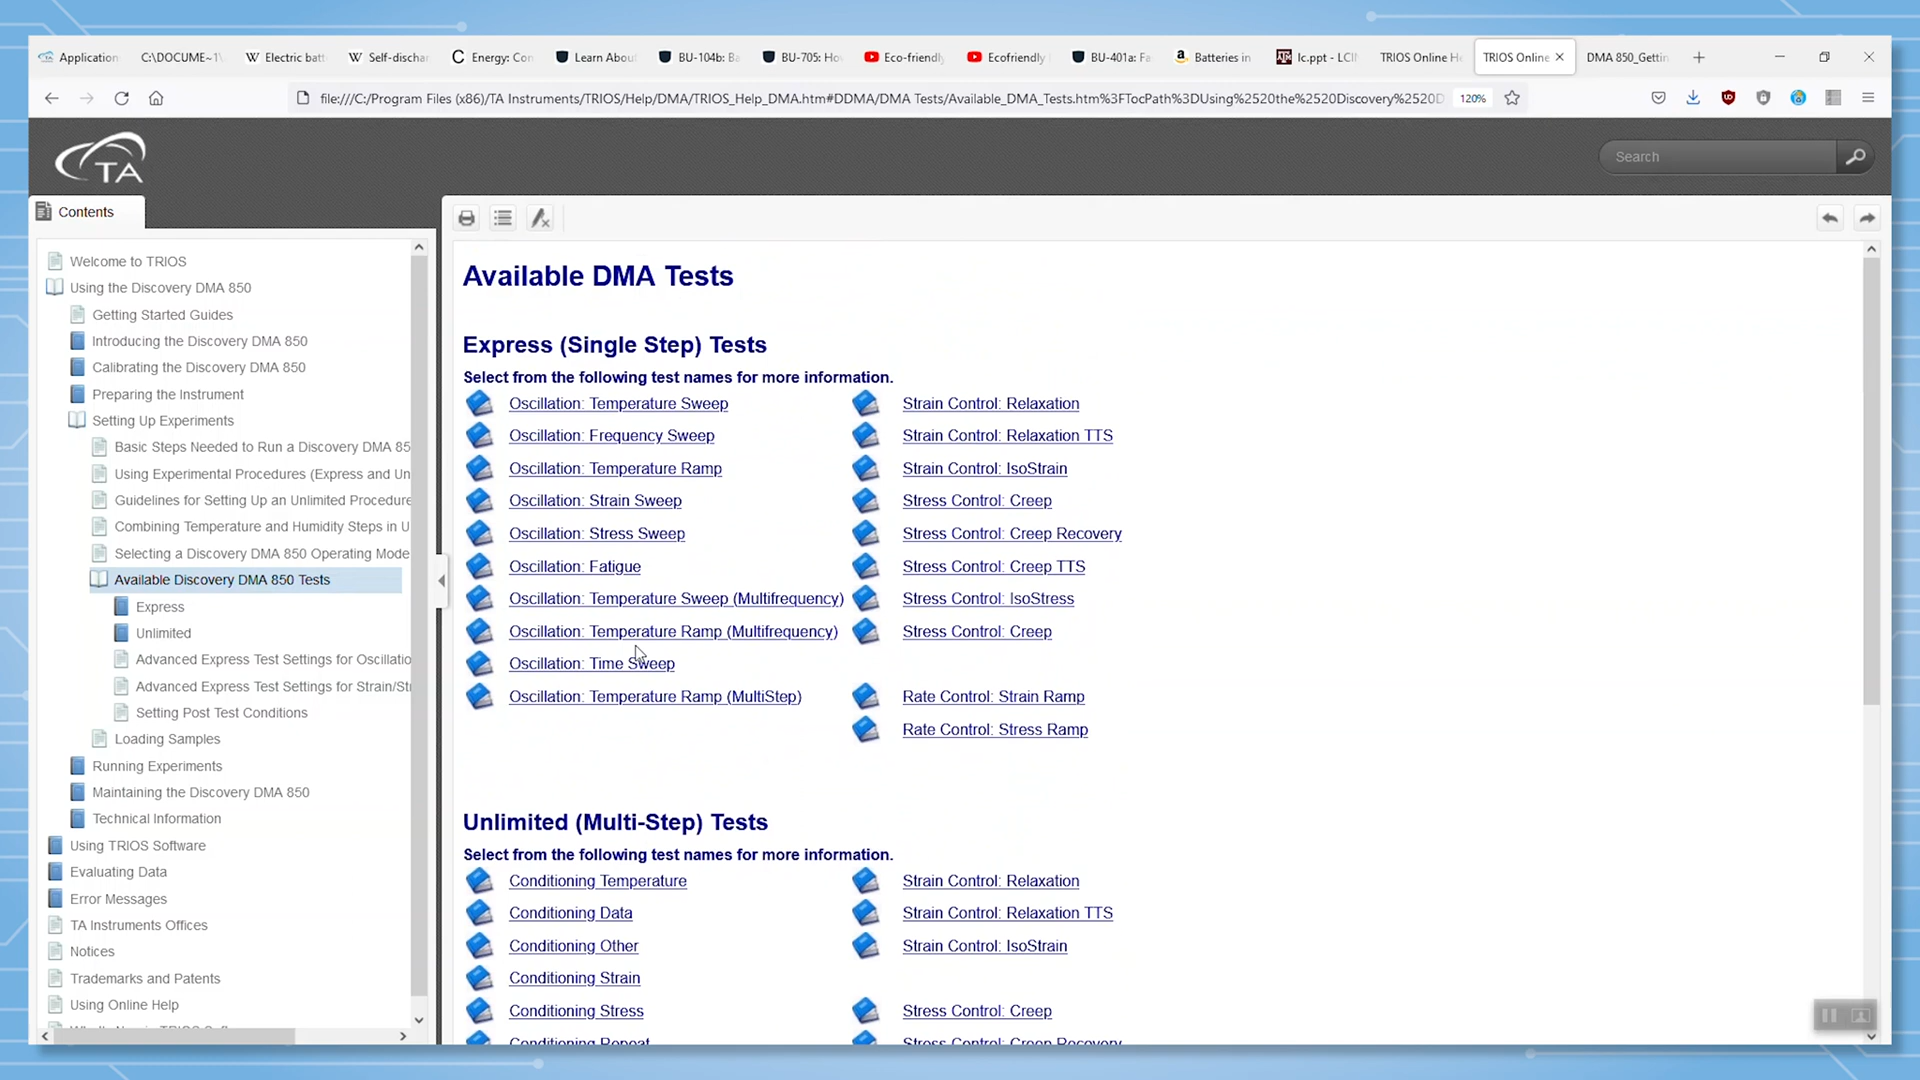 Application
C:\DOCUME~1\
Electric batt
Self-dischar
Energy: Con
Learn About
BU-104b: Ba
BU-705: Ho
Eco-friendly
Ecofriendly
BU-401a: Fa
Batteries in
lc.ppt - LCIN
TRIOS Online He
TRIOS Online
DMA 850_Gettin
file:///C:/Program Files (x86)/TA Instruments/TRIOS/Help/DMA/TRIOS_Help_DMA.htm#DDMA/DMA Tests/Available_DMA_Tests.htm%3FTocPath%3DUsing%2520the%2520Discovery%2520D
120%
TA
Search
Contents
Welcome to TRIOS
Using the Discovery DMA 850
Getting Started Guides
Introducing the Discovery DMA 850
Calibrating the Discovery DMA 850
Preparing the Instrument
Setting Up Experiments
Basic Steps Needed to Run a Discovery DMA 85
Using Experimental Procedures (Express and Un
Guidelines for Setting Up an Unlimited Procedure
Combining Temperature and Humidity Steps in U
Selecting a Discovery DMA 850 Operating Mode
Available Discovery DMA 850 Tests
Express
Unlimited
Advanced Express Test Settings for Oscillatio
Advanced Express Test Settings for Strain/Str
Setting Post Test Conditions
Loading Samples
Running Experiments
Maintaining the Discovery DMA 850
Technical Information
Using TRIOS Software
Evaluating Data
Error Messages
TA Instruments Offices
Notices
Trademarks and Patents
Using Online Help
Available DMA Tests
Express (Single Step) Tests
Select from the following test names for more information.
Oscillation: Temperature Sweep
Strain Control: Relaxation
Oscillation: Frequency Sweep
Strain Control: Relaxation TTS
Oscillation: Temperature Ramp
Strain Control: IsoStrain
Oscillation: Strain Sweep
Stress Control: Creep
Oscillation: Stress Sweep
Stress Control: Creep Recovery
Oscillation: Fatigue
Stress Control: Creep TTS
Oscillation: Temperature Sweep (Multifrequency)
Stress Control: IsoStress
Oscillation: Temperature Ramp (Multifrequency)
Stress Control: Creep
Oscillation: Time Sweep
Oscillation: Temperature Ramp (MultiStep)
Rate Control: Strain Ramp
Rate Control: Stress Ramp
Unlimited (Multi-Step) Tests
Select from the following test names for more information.
Conditioning Temperature
Strain Control: Relaxation
Conditioning Data
Strain Control: Relaxation TTS
Conditioning Other
Strain Control: IsoStrain
Conditioning Strain
Conditioning Stress
Stress Control: Creep
Conditioning Repeat
Stress Control: Creep Recovery